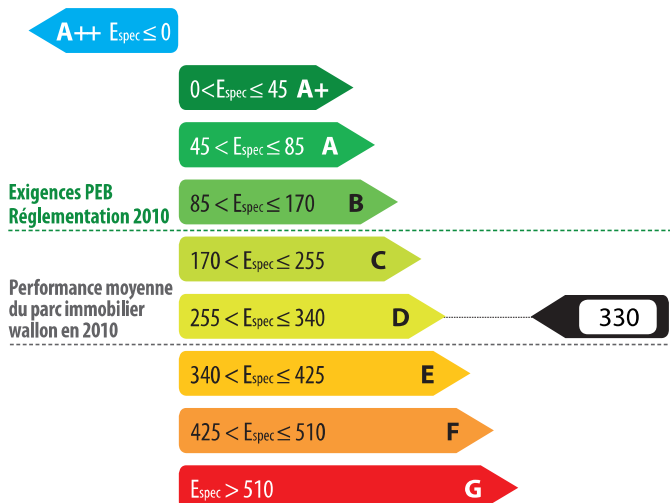 A++ Espec ≤ 0
0 < Espec ≤ 45 A+
45 < Espec ≤ 85 A
Exigences PEB
Réglementation 2010
85 < Espec ≤ 170 B
170 < Espec ≤ 255 C
Performance moyenne
du parc immobilier
wallon en 2010
255 < Espec ≤ 340 D
330
340 < Espec ≤ 425 E
425 < Espec ≤ 510 F
Espec > 510 G